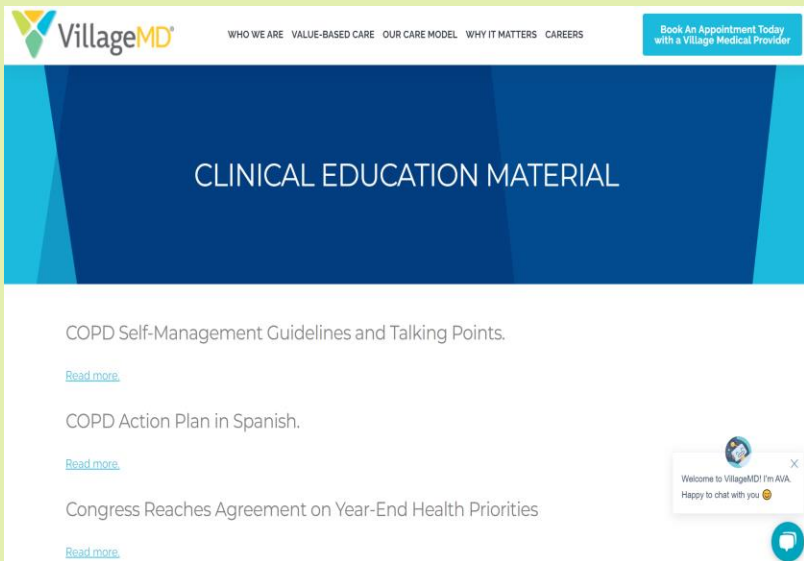 VillageMD®
WHO WE ARE VALUE-BASED CARE OUR CARE MODEL WHY IT MATTERS CAREERS
Book An Appointment Today
with a Village Medical Provider
CLINICAL EDUCATION MATERIAL
COPD Self-Management Guidelines and Talking Points.
Read more.
COPD Action Plan in Spanish.
Read more.
Welcome to VillageMD! I'm AVA.
Happy to chat with you 😀
Congress Reaches Agreement on Year-End Health Priorities
Read more.